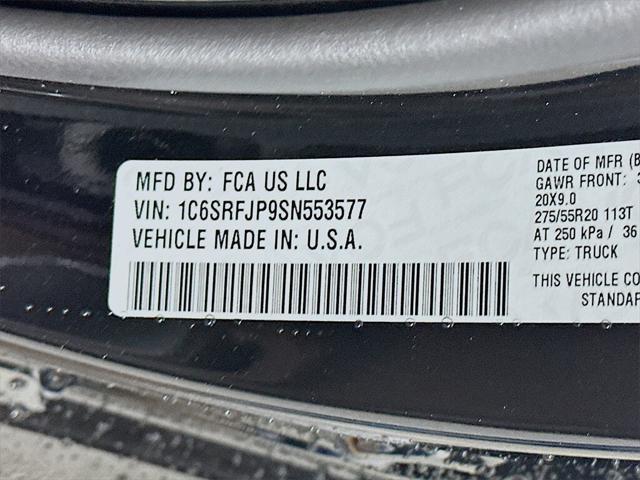 MFD BY: FCA US LLC
VIN: 1C6SRFJP9SN553577
VEHICLE MADE IN: U.S.A.
DATE OF MFR (B
GAWR FRONT: 3
20X9.0
275/55R20 113T
AT 250 kPa / 36
TYPE: TRUCK
THIS VEHICLE CO
STANDAR